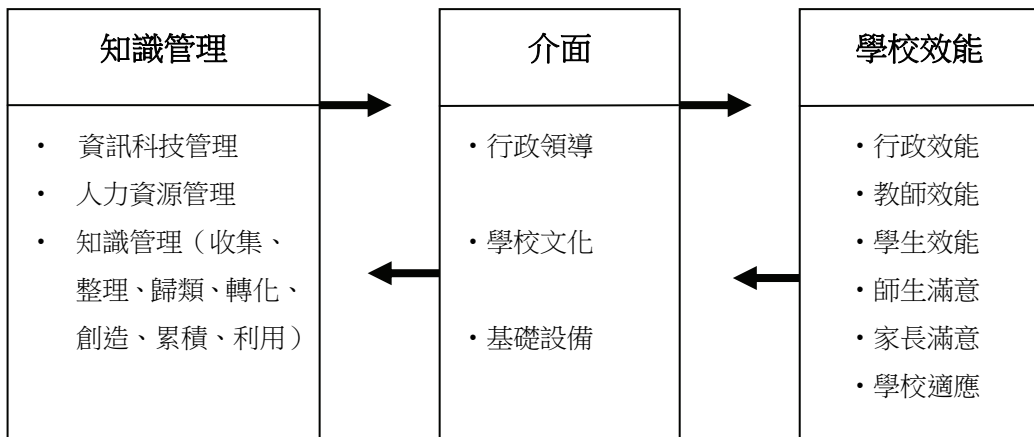 知識管理
・ 資訊科技管理
・ 人力資源管理
・ 知識管理(收集、
整理、歸類、轉化、
創造、累積、利用)
介面
・行政領導
・學校文化
・基礎設備
學校效能
・行政效能
・教師效能
・學生效能
・師生滿意
・家長滿意
・學校適應